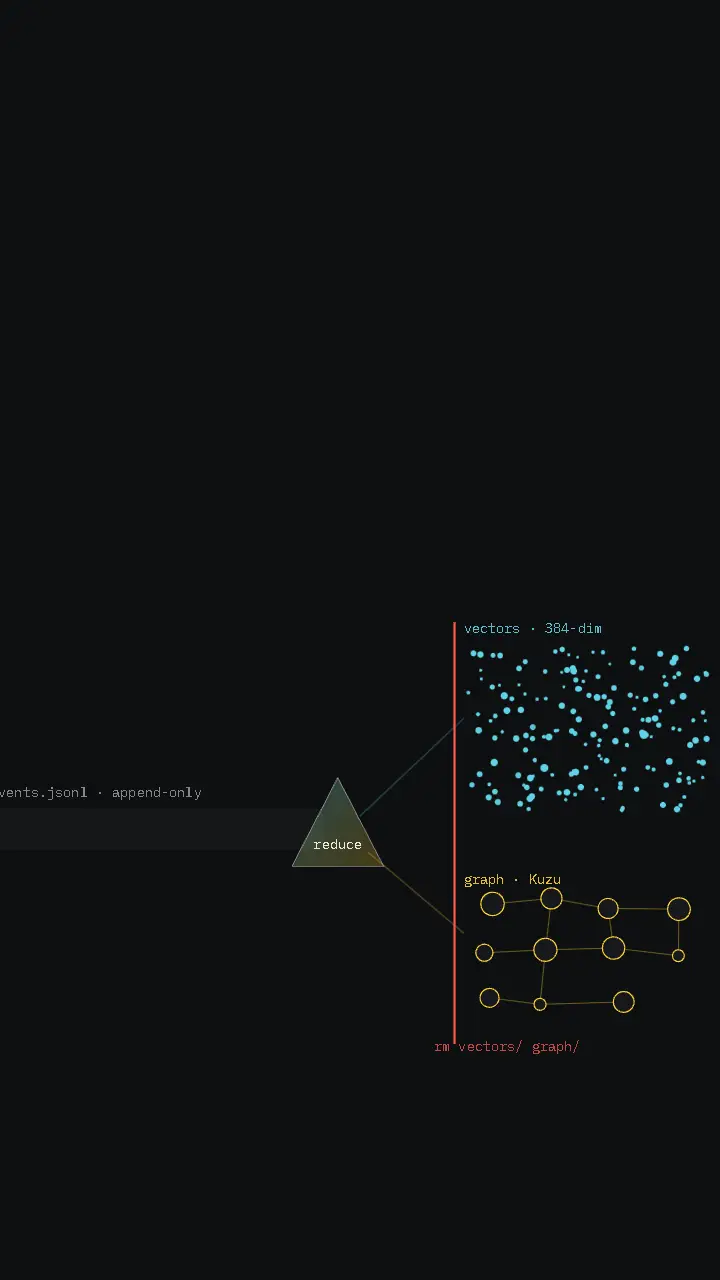 vectors · 384-dim
vents.jsonl · append-only
reduce
graph · Kuzu
rm vectors/ graph/